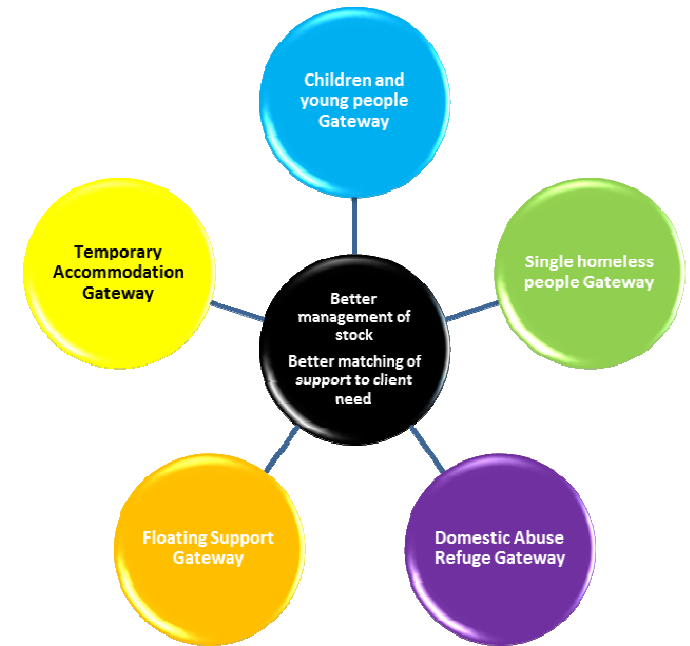 Children and
young people
Gateway
Single homeless
people Gateway
Domestic Abuse
Refuge Gateway
Floating Support
Gateway
Temporary
Accommodation
Gateway
Better
management of
stock
Better matching of
support to client
need